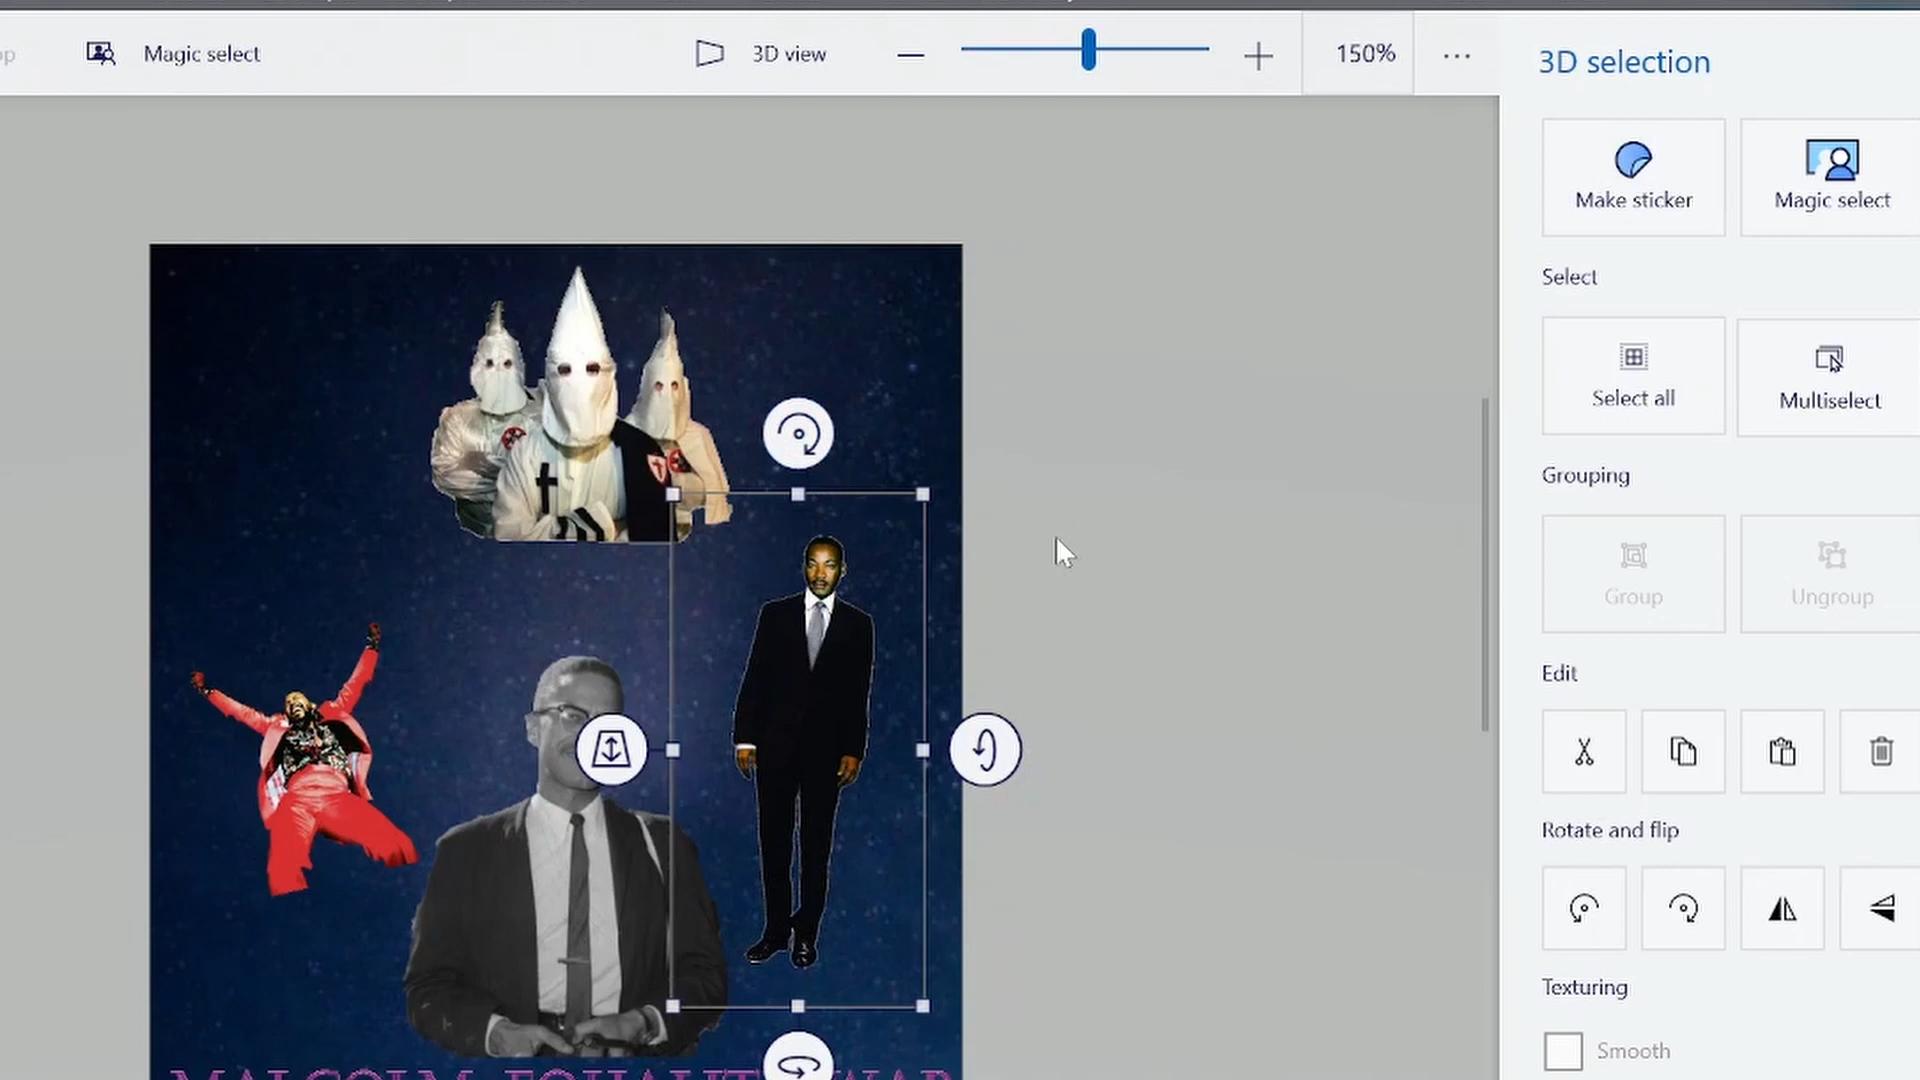 Magic select
3D view
150%
3D selection
Make sticker
Magic select
Select
Select all
Multiselect
Grouping
Group
Ungroup
Edit
Rotate and flip
Texturing
Smooth
MALCOLM